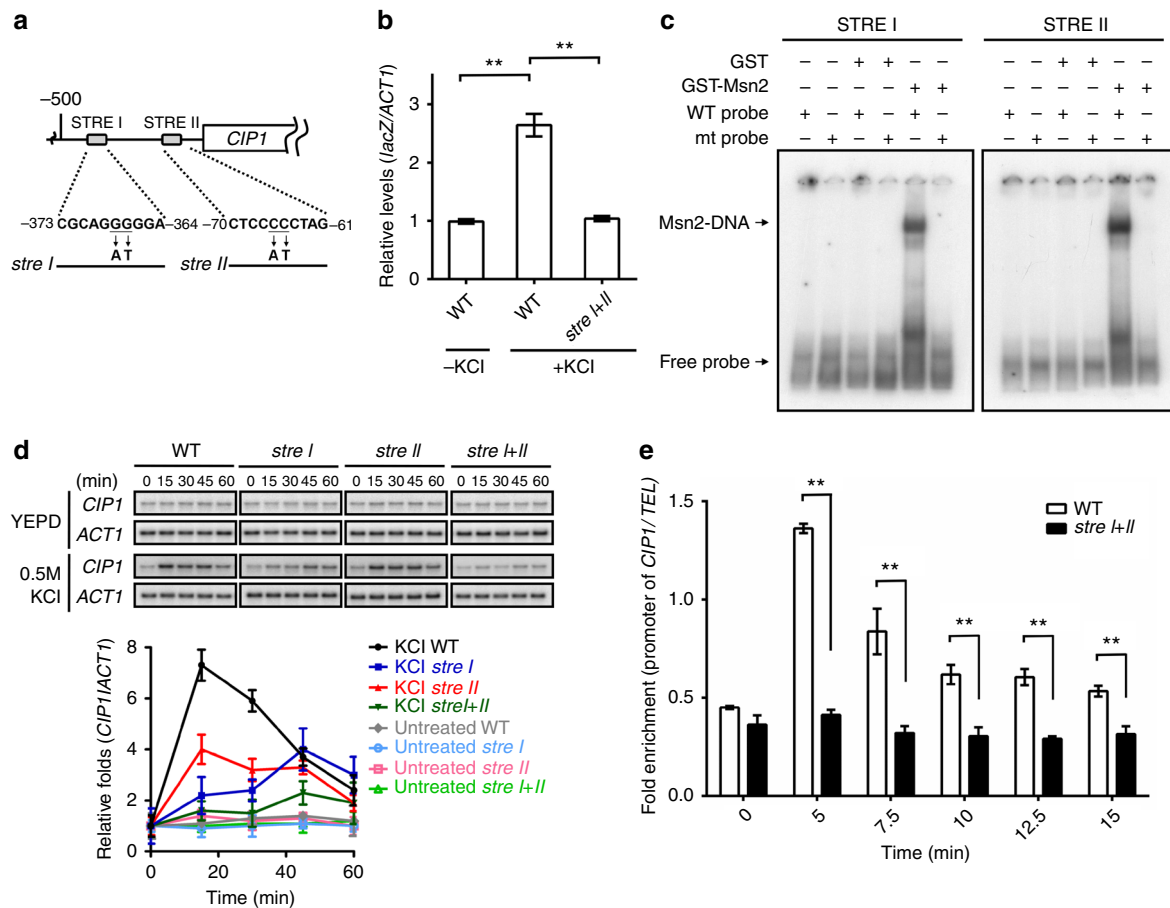 a
–500
STRE I STRE II
CIP1
–373 CGCAGGGGGA –364 –70 CTCCCCCTAG –61
A T A T
stre I stre II
b
** **
Relative levels (lacZ/ACT1)
3
2
1
0
WT WT stre I+II
–KCl +KCl
c
STRE I STRE II
GST – – + + – – – – + + – –
GST-Msn2 – – – – + + – – – – + +
WT probe + – + – + – + – + – + –
mt probe – + – + – + – + – + – +
Msn2-DNA
Free probe
d
WT stre I stre II stre I+II
(min) 0 15 30 45 60 0 15 30 45 60 0 15 30 45 60 0 15 30 45 60
YEPD CIP1
ACT1
0.5M KCl CIP1
ACT1
Relative folds (CIP1/ACT1)
8
6
4
2
0
0 20 40 60
Time (min)
KCl WT
KCl stre I
KCl stre II
KCl streI+II
Untreated WT
Untreated stre I
Untreated stre II
Untreated stre I+II
e
Fold enrichment (promoter of CIP1/TEL)
1.5
1.0
0.5
0.0
** ** ** ** **
WT
stre I+II
0 5 7.5 10 12.5 15
Time (min)